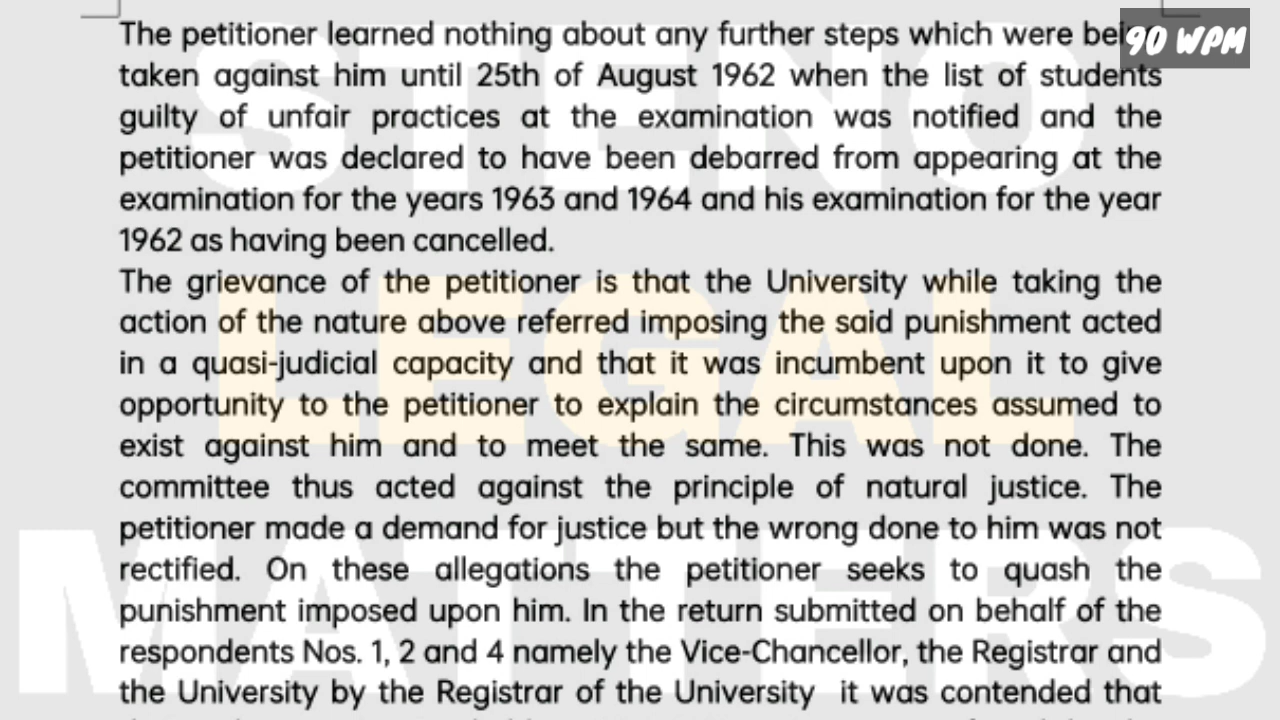 The petitioner learned nothing about any further steps which were being
90 WPM
taken against him until 25th of August 1962 when the list of students
guilty of unfair practices at the examination was notified and the
petitioner was declared to have been debarred from appearing at the
examination for the years 1963 and 1964 and his examination for the year
1962 as having been cancelled.
The grievance of the petitioner is that the University while taking the
action of the nature above referred imposing the said punishment acted
in a quasi-judicial capacity and that it was incumbent upon it to give
opportunity to the petitioner to explain the circumstances assumed to
exist against him and to meet the same. This was not done. The
committee thus acted against the principle of natural justice. The
petitioner made a demand for justice but the wrong done to him was not
rectified. On these allegations the petitioner seeks to quash the
punishment imposed upon him. In the return submitted on behalf of the
respondents Nos. 1, 2 and 4 namely the Vice-Chancellor, the Registrar and
the University by the Registrar of the University it was contended that
STENO
LEGAL
MATTERS